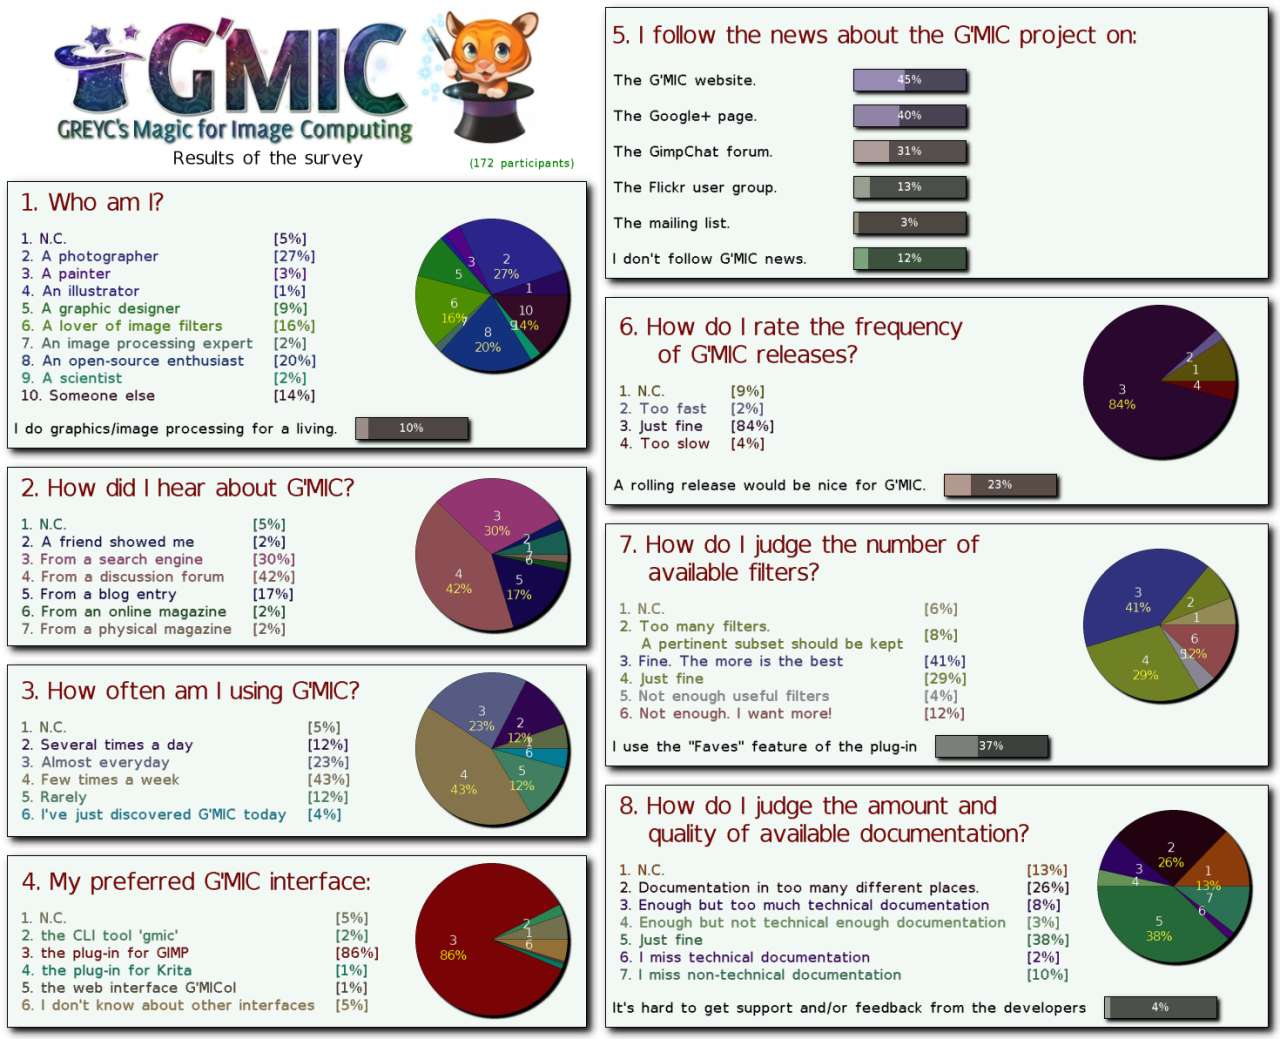 G'MIC
GREYC's Magic for Image Computing
Results of the survey
(172 participants)
1. Who am I?
1. N.C. [5%]
2. A photographer [27%]
3. A painter [3%]
4. An illustrator [1%]
5. A graphic designer [9%]
6. A lover of image filters [16%]
7. An image processing expert [2%]
8. An open-source enthusiast [20%]
9. A scientist [2%]
10. Someone else [14%]
3
2
27%
5
1
6
16%
7
10
9
14%
8
20%
I do graphics/image processing for a living. 10%
2. How did I hear about G'MIC?
1. N.C. [5%]
2. A friend showed me [2%]
3. From a search engine [30%]
4. From a discussion forum [42%]
5. From a blog entry [17%]
6. From an online magazine [2%]
7. From a physical magazine [2%]
3
30%
2
1
7
6
4
42%
5
17%
3. How often am I using G'MIC?
1. N.C. [5%]
2. Several times a day [12%]
3. Almost everyday [23%]
4. Few times a week [43%]
5. Rarely [12%]
6. I've just discovered G'MIC today [4%]
3
23%
2
12%
1
6
4
43%
5
12%
4. My preferred G'MIC interface:
1. N.C. [5%]
2. the CLI tool 'gmic' [2%]
3. the plug-in for GIMP [86%]
4. the plug-in for Krita [1%]
5. the web interface G'MICol [1%]
6. I don't know about other interfaces [5%]
2
1
6
3
86%
5. I follow the news about the G'MIC project on:
The G'MIC website. 45%
The Google+ page. 40%
The GimpChat forum. 31%
The Flickr user group. 13%
The mailing list. 3%
I don't follow G'MIC news. 12%
6. How do I rate the frequency
of G'MIC releases?
1. N.C. [9%]
2. Too fast [2%]
3. Just fine [84%]
4. Too slow [4%]
2
1
4
3
84%
A rolling release would be nice for G'MIC. 23%
7. How do I judge the number of
available filters?
1. N.C. [6%]
2. Too many filters.
A pertinent subset should be kept [8%]
3. Fine. The more is the best [41%]
4. Just fine [29%]
5. Not enough useful filters [4%]
6. Not enough. I want more! [12%]
3
41%
2
1
6
12%
5
4
29%
I use the "Faves" feature of the plug-in 37%
8. How do I judge the amount and
quality of available documentation?
1. N.C. [13%]
2. Documentation in too many different places. [26%]
3. Enough but too much technical documentation [8%]
4. Enough but not technical enough documentation [3%]
5. Just fine [38%]
6. I miss technical documentation [2%]
7. I miss non-technical documentation [10%]
2
26%
3
4
1
13%
7
6
5
38%
It's hard to get support and/or feedback from the developers 4%